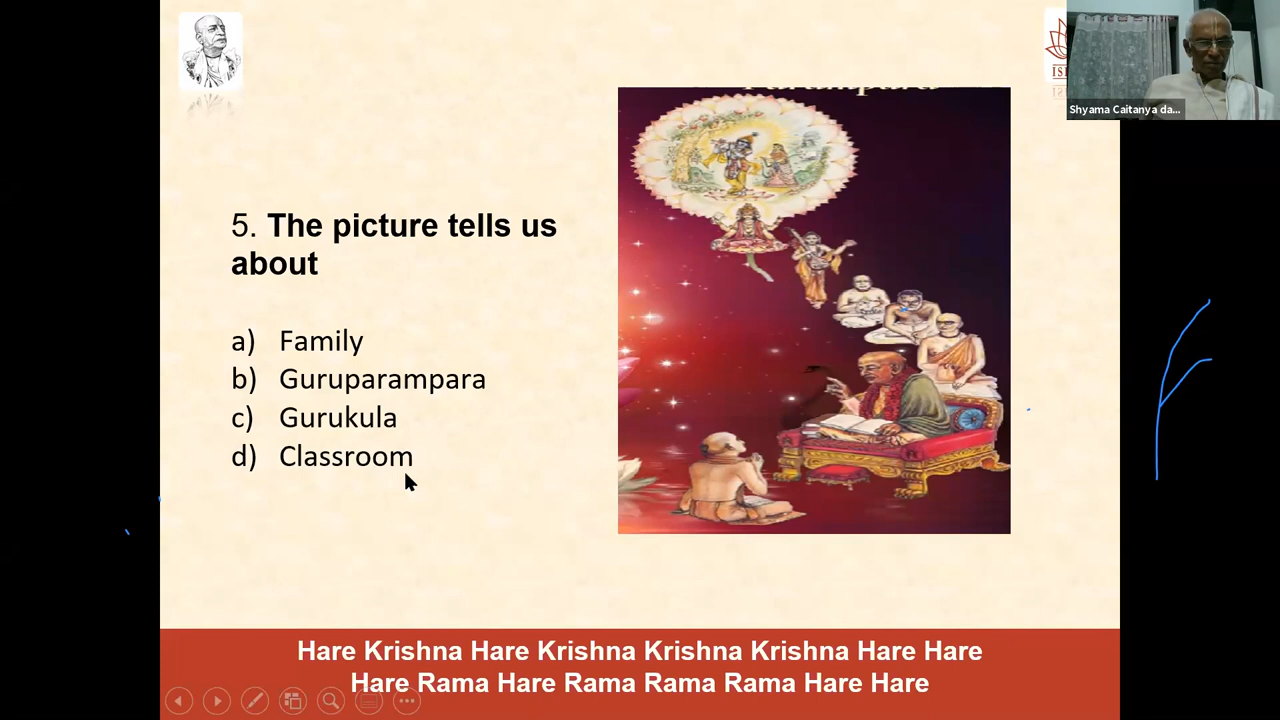 5. The picture tells us
about
a) Family
b) Guruparampara
c) Gurukula
d) Classroom
Shyama Caitanya da...
Hare Krishna Hare Krishna Krishna Krishna Hare Hare
Hare Rama Hare Rama Rama Rama Hare Hare